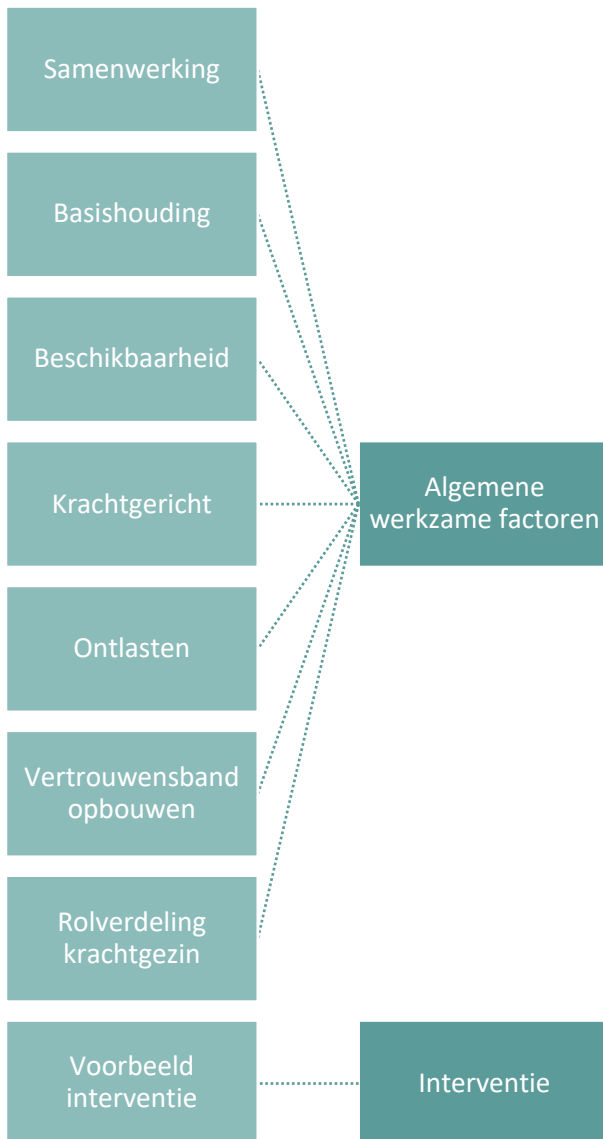 Samenwerking
Basishouding
Beschikbaarheid
Krachtgericht
Algemene
werkzame factoren
Ontlasten
Vertrouwensband
opbouwen
Rolverdeling
krachtgezin
Voorbeeld
interventie
Interventie